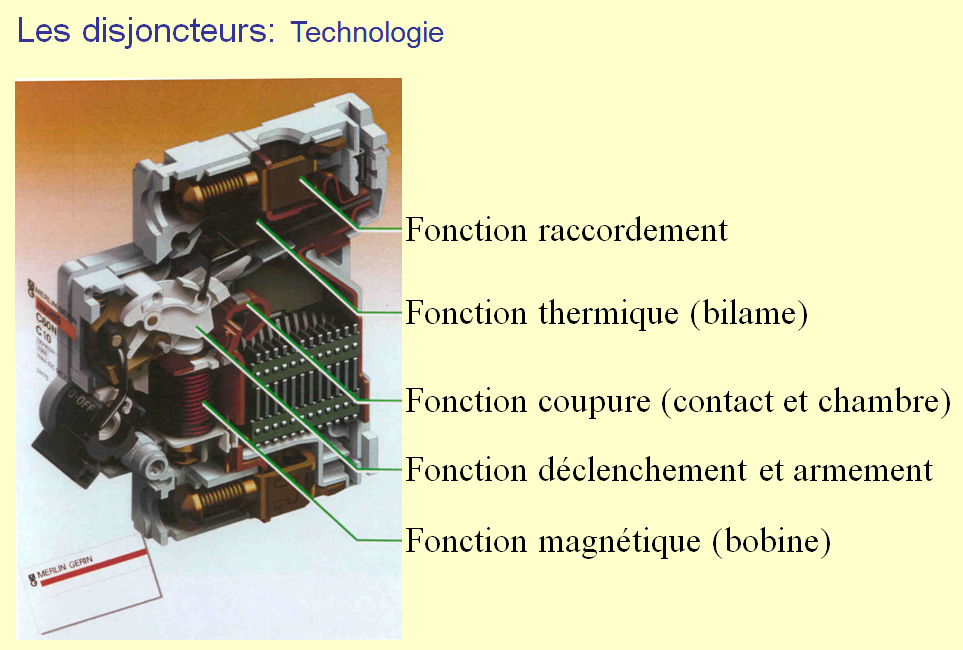 Les disjoncteurs: Technologie
Fonction raccordement
Fonction thermique (bilame)
Fonction coupure (contact et chambre)
Fonction déclenchement et armement
Fonction magnétique (bobine)
MERLIN GERIN
C60N
C10
O-OFF
MERLIN GERIN